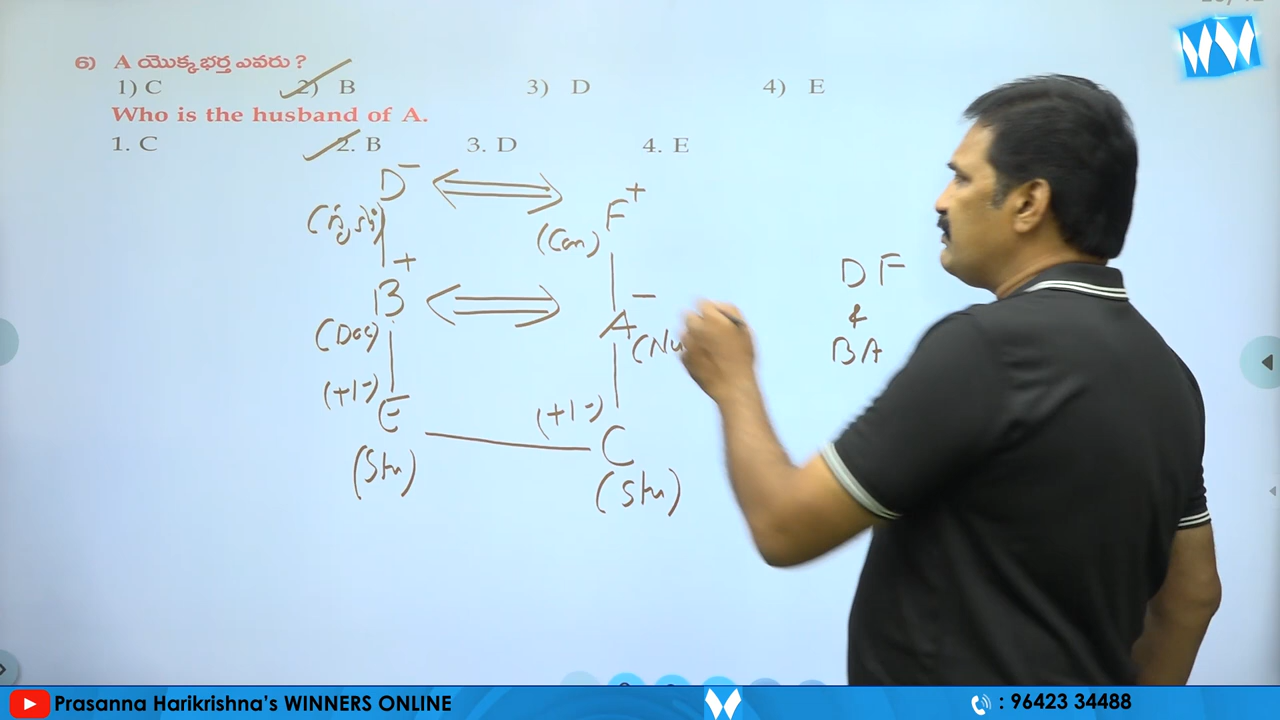 6) A యొక్క భర్త ఎవరు ?
1) C 2) B 3) D 4) E
Who is the husband of A.
1. C 2. B 3. D 4. E
D - F +
(Con)
+
B A -
(Doc) (Nu
(+/-) (+/-)
E C
(Stu) (Stu)
D F
&
B A
Prasanna Harikrishna's WINNERS ONLINE
: 96423 34488